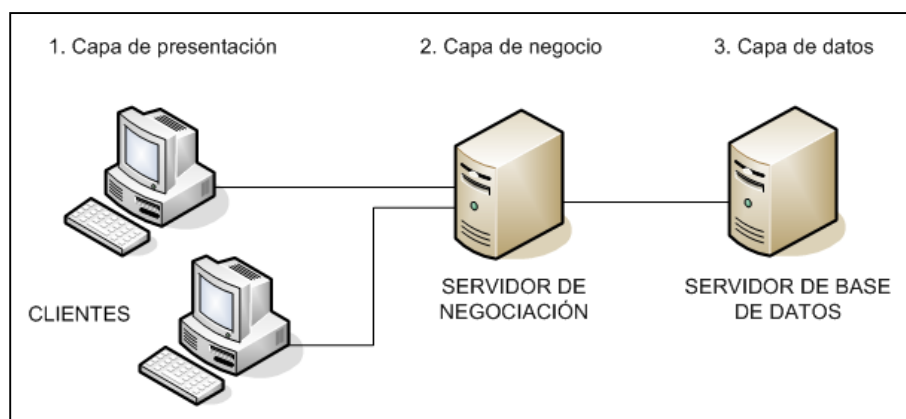 1. Capa de presentación
2. Capa de negocio
3. Capa de datos
CLIENTES
SERVIDOR DE
NEGOCIACIÓN
SERVIDOR DE BASE
DE DATOS